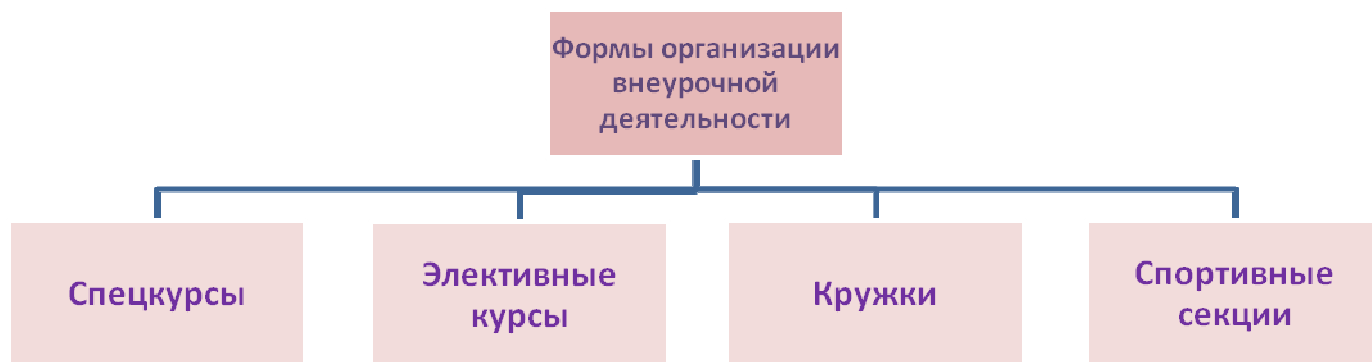 Формы организации
внеурочной
деятельности
Спецкурсы
Элективные
курсы
Кружки
Спортивные
секции